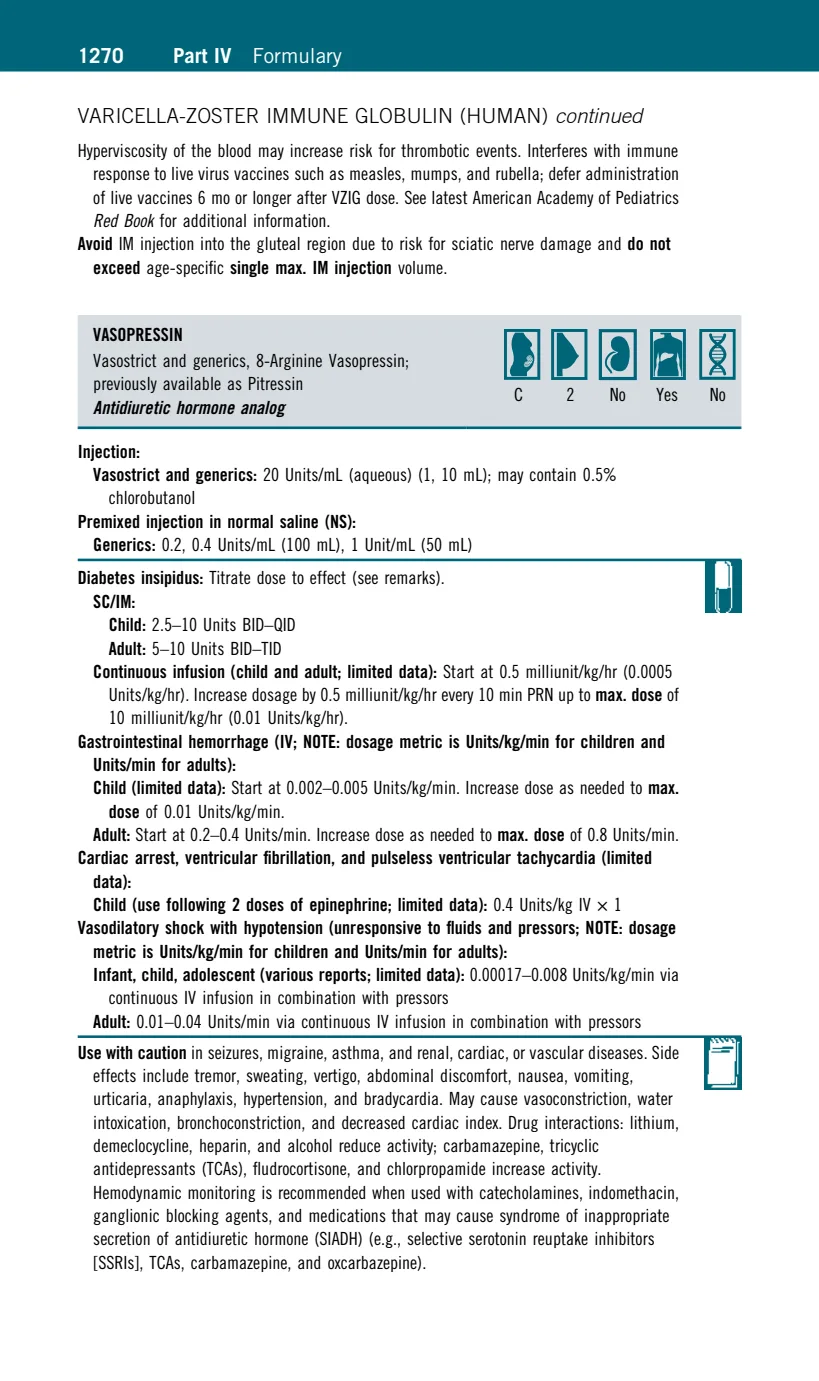 1270 Part IV Formulary
VARICELLA-ZOSTER IMMUNE GLOBULIN (HUMAN) continued
Hyperviscosity of the blood may increase risk for thrombotic events. Interferes with immune
response to live virus vaccines such as measles, mumps, and rubella; defer administration
of live vaccines 6 mo or longer after VZIG dose. See latest American Academy of Pediatrics
Red Book for additional information.
Avoid IM injection into the gluteal region due to risk for sciatic nerve damage and do not
exceed age-specific single max. IM injection volume.
VASOPRESSIN
Vasostrict and generics, 8-Arginine Vasopressin;
previously available as Pitressin
Antidiuretic hormone analog
C 2 No Yes No
Injection:
Vasostrict and generics: 20 Units/mL (aqueous) (1, 10 mL); may contain 0.5%
chlorobutanol
Premixed injection in normal saline (NS):
Generics: 0.2, 0.4 Units/mL (100 mL), 1 Unit/mL (50 mL)
Diabetes insipidus: Titrate dose to effect (see remarks).
SC/IM:
Child: 2.5–10 Units BID–QID
Adult: 5–10 Units BID–TID
Continuous infusion (child and adult; limited data): Start at 0.5 milliunit/kg/hr (0.0005
Units/kg/hr). Increase dosage by 0.5 milliunit/kg/hr every 10 min PRN up to max. dose of
10 milliunit/kg/hr (0.01 Units/kg/hr).
Gastrointestinal hemorrhage (IV; NOTE: dosage metric is Units/kg/min for children and
Units/min for adults):
Child (limited data): Start at 0.002–0.005 Units/kg/min. Increase dose as needed to max.
dose of 0.01 Units/kg/min.
Adult: Start at 0.2–0.4 Units/min. Increase dose as needed to max. dose of 0.8 Units/min.
Cardiac arrest, ventricular fibrillation, and pulseless ventricular tachycardia (limited
data):
Child (use following 2 doses of epinephrine; limited data): 0.4 Units/kg IV × 1
Vasodilatory shock with hypotension (unresponsive to fluids and pressors; NOTE: dosage
metric is Units/kg/min for children and Units/min for adults):
Infant, child, adolescent (various reports; limited data): 0.00017–0.008 Units/kg/min via
continuous IV infusion in combination with pressors
Adult: 0.01–0.04 Units/min via continuous IV infusion in combination with pressors
Use with caution in seizures, migraine, asthma, and renal, cardiac, or vascular diseases. Side
effects include tremor, sweating, vertigo, abdominal discomfort, nausea, vomiting,
urticaria, anaphylaxis, hypertension, and bradycardia. May cause vasoconstriction, water
intoxication, bronchoconstriction, and decreased cardiac index. Drug interactions: lithium,
demeclocycline, heparin, and alcohol reduce activity; carbamazepine, tricyclic
antidepressants (TCAs), fludrocortisone, and chlorpropamide increase activity.
Hemodynamic monitoring is recommended when used with catecholamines, indomethacin,
ganglionic blocking agents, and medications that may cause syndrome of inappropriate
secretion of antidiuretic hormone (SIADH) (e.g., selective serotonin reuptake inhibitors
[SSRIs], TCAs, carbamazepine, and oxcarbazepine).